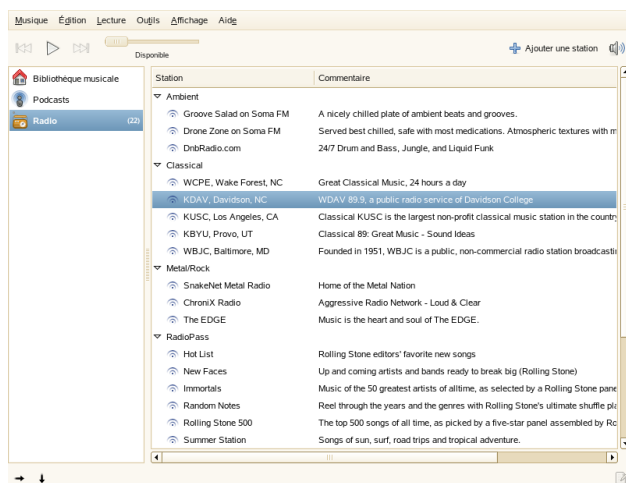 Musique Édition Lecture Outils Affichage Aide
Disponible
Ajouter une station
Bibliothèque musicale
Podcasts
Radio (22)
Station Commentaire
Ambient
Groove Salad on Soma FM A nicely chilled plate of ambient beats and grooves.
Drone Zone on Soma FM Served best chilled, safe with most medications. Atmospheric textures with m
DnbRadio.com 24/7 Drum and Bass, Jungle, and Liquid Funk
Classical
WCPE, Wake Forest, NC Great Classical Music, 24 hours a day
KDAV, Davidson, NC WDAV 89.9, a public radio service of Davidson College
KUSC, Los Angeles, CA Classical KUSC is the largest non-profit classical music station in the country
KBYU, Provo, UT Classical 89: Great Music - Sound Ideas
WBJC, Baltimore, MD Founded in 1951, WBJC is a public, non-commercial radio station broadcasti
Metal/Rock
SnakeNet Metal Radio Home of the Metal Nation
ChroniX Radio Aggressive Radio Network - Loud & Clear
The EDGE Music is the heart and soul of The EDGE.
RadioPass
Hot List Rolling Stone editors' favorite new songs
New Faces Up and coming artists and bands ready to break big (Rolling Stone)
Immortals Music of the 50 greatest artists of alltime, as selected by a Rolling Stone pane
Random Notes Reel through the years and the genres with Rolling Stone's ultimate shuffle pla
Rolling Stone 500 The top 500 songs of all time, as picked by a five-star panel assembled by Ro
Summer Station Songs of sun, surf, road trips and tropical adventure.